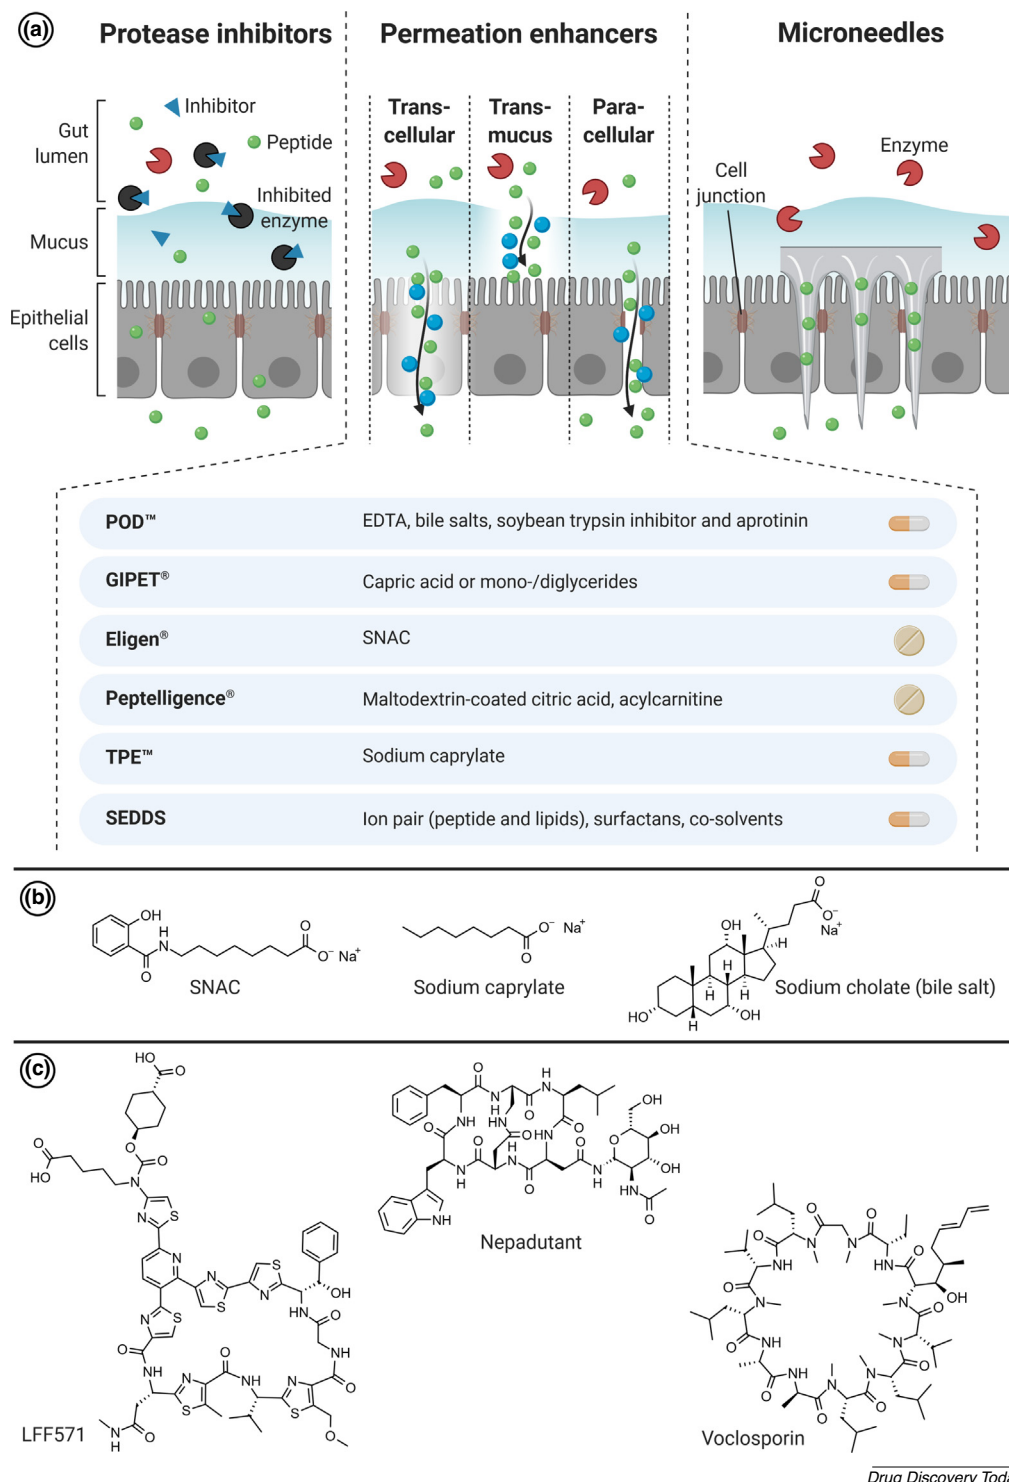 (a)
Protease inhibitors
Permeation enhancers
Microneedles
Gut
lumen
Mucus
Epithelial
cells
Inhibitor
Peptide
Inhibited
enzyme
Trans-
cellular
Trans-
mucus
Para-
cellular
Cell
junction
Enzyme
POD™ EDTA, bile salts, soybean trypsin inhibitor and aprotinin
GIPET® Capric acid or mono-/diglycerides
Eligen® SNAC
Peptelligence® Maltodextrin-coated citric acid, acylcarnitine
TPE™ Sodium caprylate
SEDDS Ion pair (peptide and lipids), surfactans, co-solvents
(b)
SNAC
Sodium caprylate
Sodium cholate (bile salt)
(c)
LFF571
Nepadutant
Voclosporin